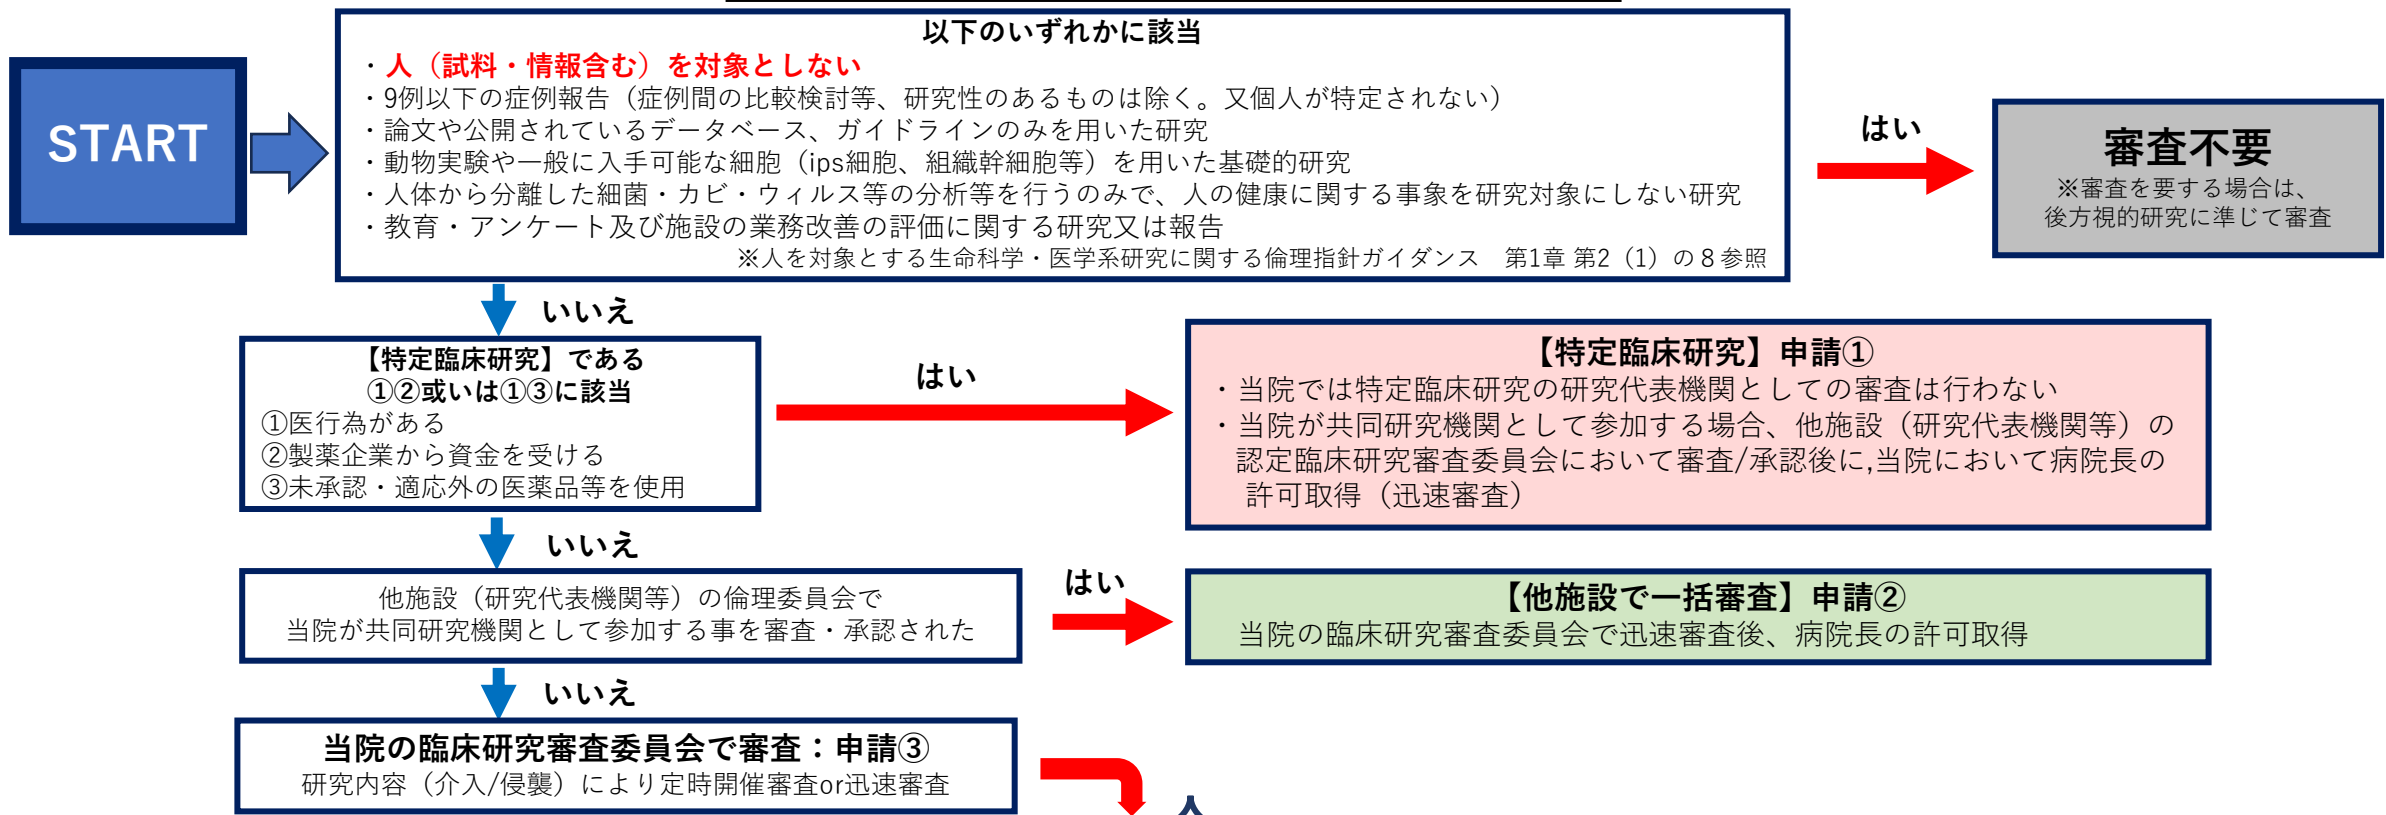 START
以下のいずれかに該当
・人（試料・情報含む）を対象としない
・9例以下の症例報告（症例間の比較検討等、研究性のあるものは除く。又個人が特定されない）
・論文や公開されているデータベース、ガイドラインのみを用いた研究
・動物実験や一般に入手可能な細胞（ips細胞、組織幹細胞等）を用いた基礎的研究
・人体から分離した細菌・カビ・ウィルス等の分析等を行うのみで、人の健康に関する事象を研究対象にしない研究
・教育・アンケート及び施設の業務改善の評価に関する研究又は報告
※人を対象とする生命科学・医学系研究に関する倫理指針ガイダンス　第1章 第2（1）の８参照
はい
審査不要
※審査を要する場合は、
後方視的研究に準じて審査
いいえ
【特定臨床研究】である
①②或いは①③に該当
①医行為がある
②製薬企業から資金を受ける
③未承認・適応外の医薬品等を使用
はい
【特定臨床研究】申請①
・当院では特定臨床研究の研究代表機関としての審査は行わない
・当院が共同研究機関として参加する場合、他施設（研究代表機関等）の
認定臨床研究審査委員会において審査/承認後に,当院において病院長の
許可取得（迅速審査）
いいえ
他施設（研究代表機関等）の倫理委員会で
当院が共同研究機関として参加する事を審査・承認された
はい
【他施設で一括審査】申請②
当院の臨床研究審査委員会で迅速審査後、病院長の許可取得
いいえ
当院の臨床研究審査委員会で審査：申請③
研究内容（介入/侵襲）により定時開催審査or迅速審査